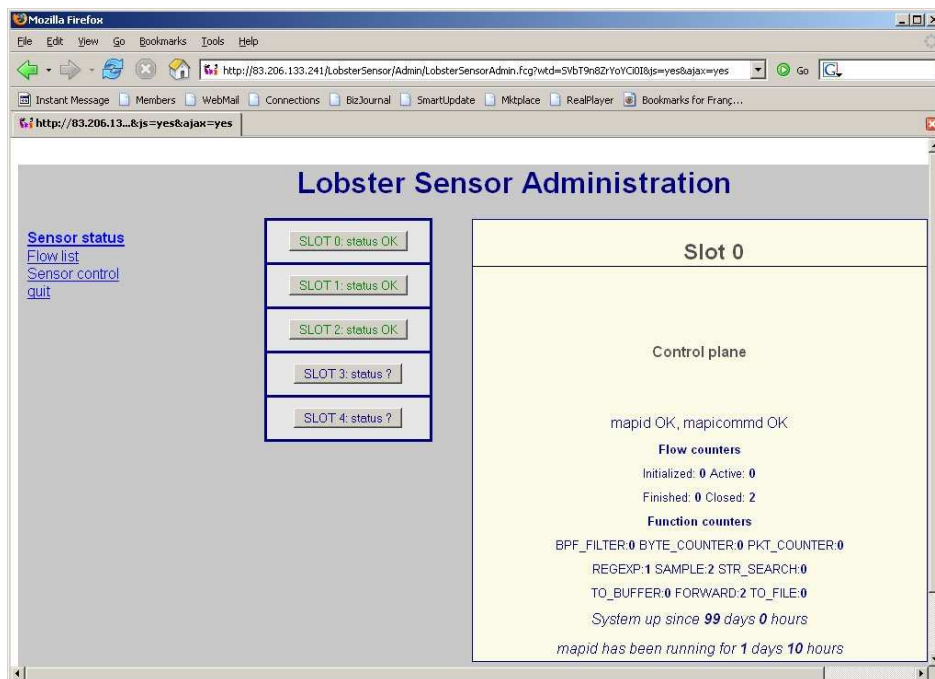 Mozilla Firefox
File Edit View Go Bookmarks Tools Help
http://83.206.133.241/LobsterSensor/Admin/LobsterSensorAdmin.fcg?wtd=SVbT9n8ZrYoYCi0I&js=yes&ajax=yes Go
Instant Message Members WebMail Connections BizJournal SmartUpdate Mktplace RealPlayer Bookmarks for Franç...
http://83.206.13...&js=yes&ajax=yes
Lobster Sensor Administration
Sensor status
Flow list
Sensor control
quit
SLOT 0: status OK
SLOT 1: status OK
SLOT 2: status OK
SLOT 3: status ?
SLOT 4: status ?
Slot 0
Control plane
mapid OK, mapicommd OK
Flow counters
Initialized: 0 Active: 0
Finished: 0 Closed: 2
Function counters
BPF_FILTER:0 BYTE_COUNTER:0 PKT_COUNTER:0
REGEXP:1 SAMPLE:2 STR_SEARCH:0
TO_BUFFER:0 FORWARD:2 TO_FILE:0
System up since 99 days 0 hours
mapid has been running for 1 days 10 hours